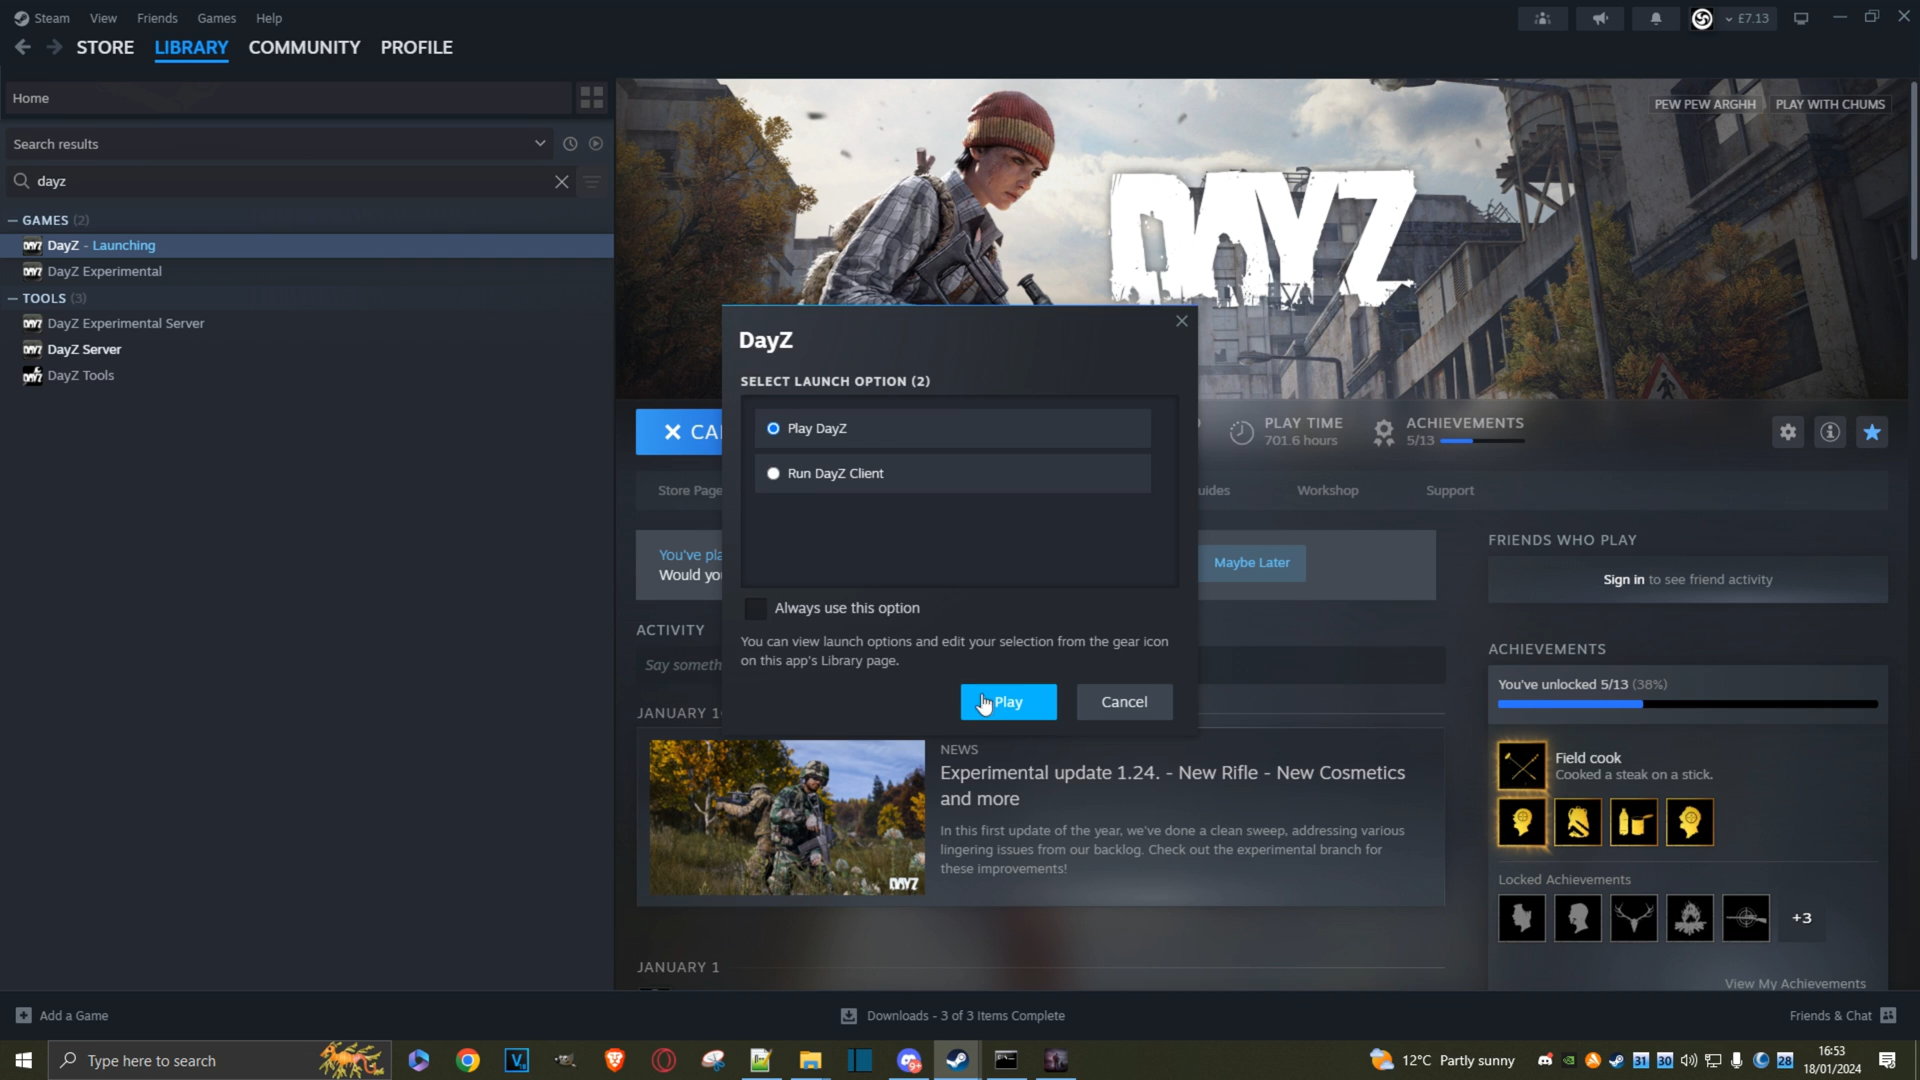 Steam View Friends Games Help
£7.13
STORE LIBRARY COMMUNITY PROFILE
Home
Search results
dayz
GAMES (2)
DayZ - Launching
DayZ Experimental
TOOLS (3)
DayZ Experimental Server
DayZ Server
DayZ Tools
PEW PEW ARGHH PLAY WITH CHUMS
DAYZ
DayZ
SELECT LAUNCH OPTION (2)
Play DayZ
Run DayZ Client
Always use this option
You can view launch options and edit your selection from the gear icon
on this app's Library page.
Play Cancel
CA
PLAY TIME
701.6 hours
ACHIEVEMENTS
5/13
Store Page
uides Workshop Support
You've pla
Would you
Maybe Later
ACTIVITY
Say someth
JANUARY 1
NEWS
Experimental update 1.24. - New Rifle - New Cosmetics
and more
In this first update of the year, we've done a clean sweep, addressing various
lingering issues from our backlog. Check out the experimental branch for
these improvements!
DAYZ
JANUARY 1
FRIENDS WHO PLAY
Sign in to see friend activity
ACHIEVEMENTS
You've unlocked 5/13 (38%)
Field cook
Cooked a steak on a stick.
Locked Achievements
+3
View My Achievements
Add a Game
Downloads - 3 of 3 Items Complete
Friends & Chat
Type here to search
12°C Partly sunny
31 30 28
16:53
18/01/2024